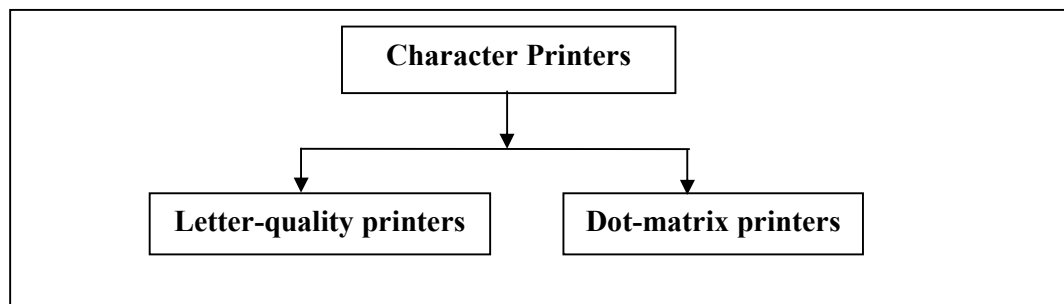 Character Printers
Letter-quality printers
Dot-matrix printers